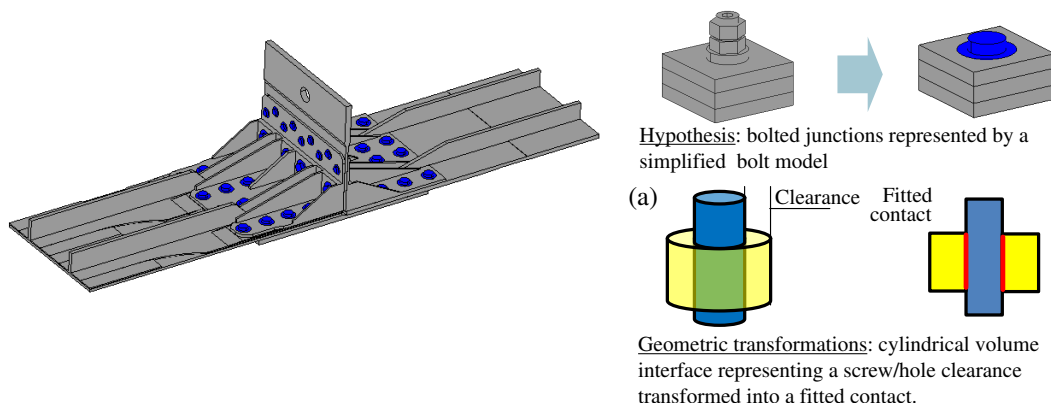 Hypothesis: bolted junctions represented by a
simplified bolt model
(a)
Clearance
Fitted
contact
Geometric transformations: cylindrical volume
interface representing a screw/hole clearance
transformed into a fitted contact.